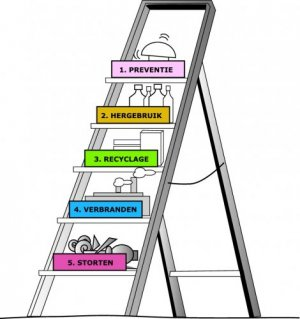 1. PREVENTIE
2. HERGEBRUIK
3. RECYCLAGE
4. VERBRANDEN
5. STORTEN